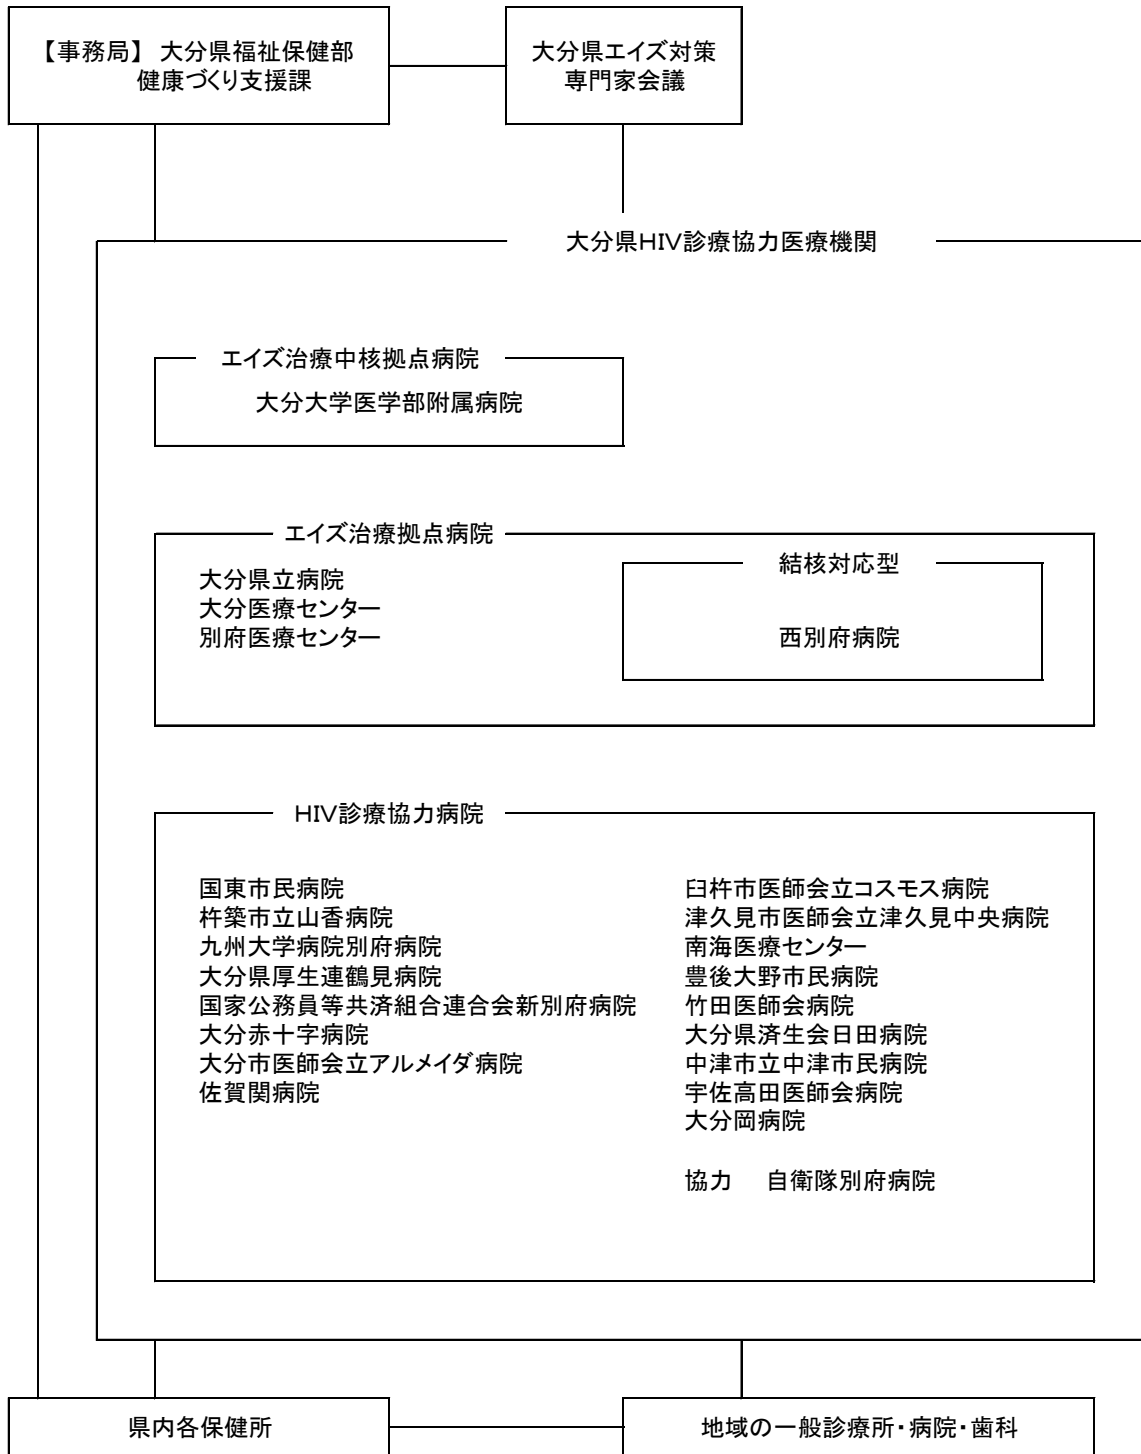 【事務局】 大分県福祉保健部
健康づくり支援課
大分県エイズ対策
専門家会議
大分県HIV診療協力医療機関
エイズ治療中核拠点病院
大分大学医学部附属病院
エイズ治療拠点病院
大分県立病院
大分医療センター
別府医療センター
結核対応型
西別府病院
HIV診療協力病院
国東市民病院
杵築市立山香病院
九州大学病院別府病院
大分県厚生連鶴見病院
国家公務員等共済組合連合会新別府病院
大分赤十字病院
大分市医師会立アルメイダ病院
佐賀関病院
臼杵市医師会立コスモス病院
津久見市医師会立津久見中央病院
南海医療センター
豊後大野市民病院
竹田医師会病院
大分県済生会日田病院
中津市立中津市民病院
宇佐高田医師会病院
大分岡病院
協力 自衛隊別府病院
県内各保健所
地域の一般診療所・病院・歯科